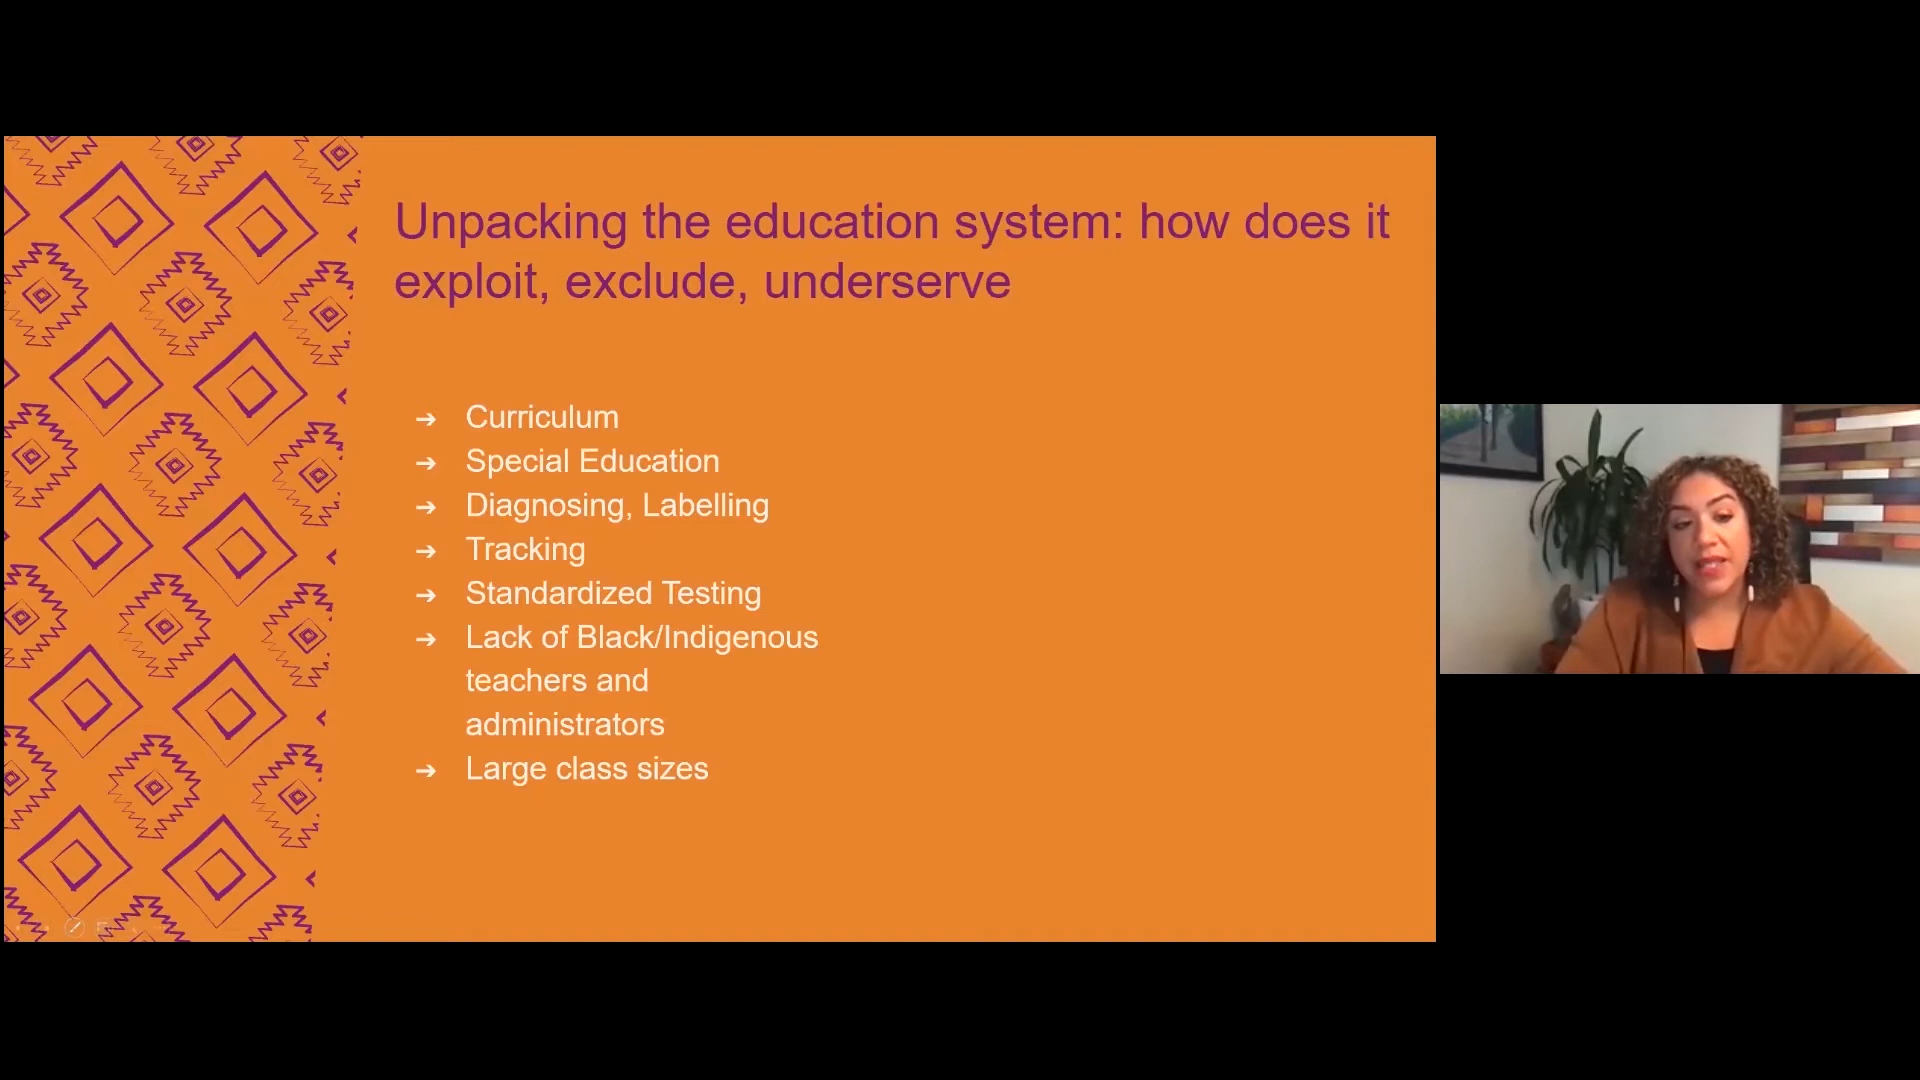 Unpacking the education system: how does it
exploit, exclude, underserve
➔ Curriculum
➔ Special Education
➔ Diagnosing, Labelling
➔ Tracking
➔ Standardized Testing
➔ Lack of Black/Indigenous
teachers and
administrators
➔ Large class sizes